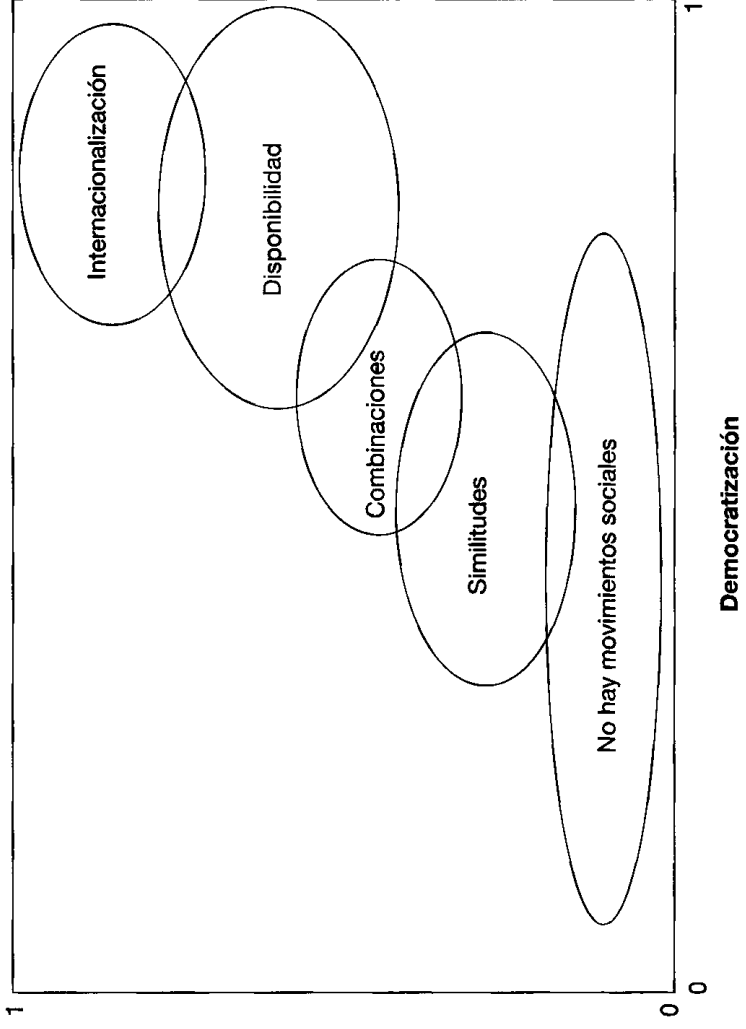 1
Internacionalización
Disponibilidad
Combinaciones
Similitudes
No hay movimientos sociales
0
0
1
Democratización